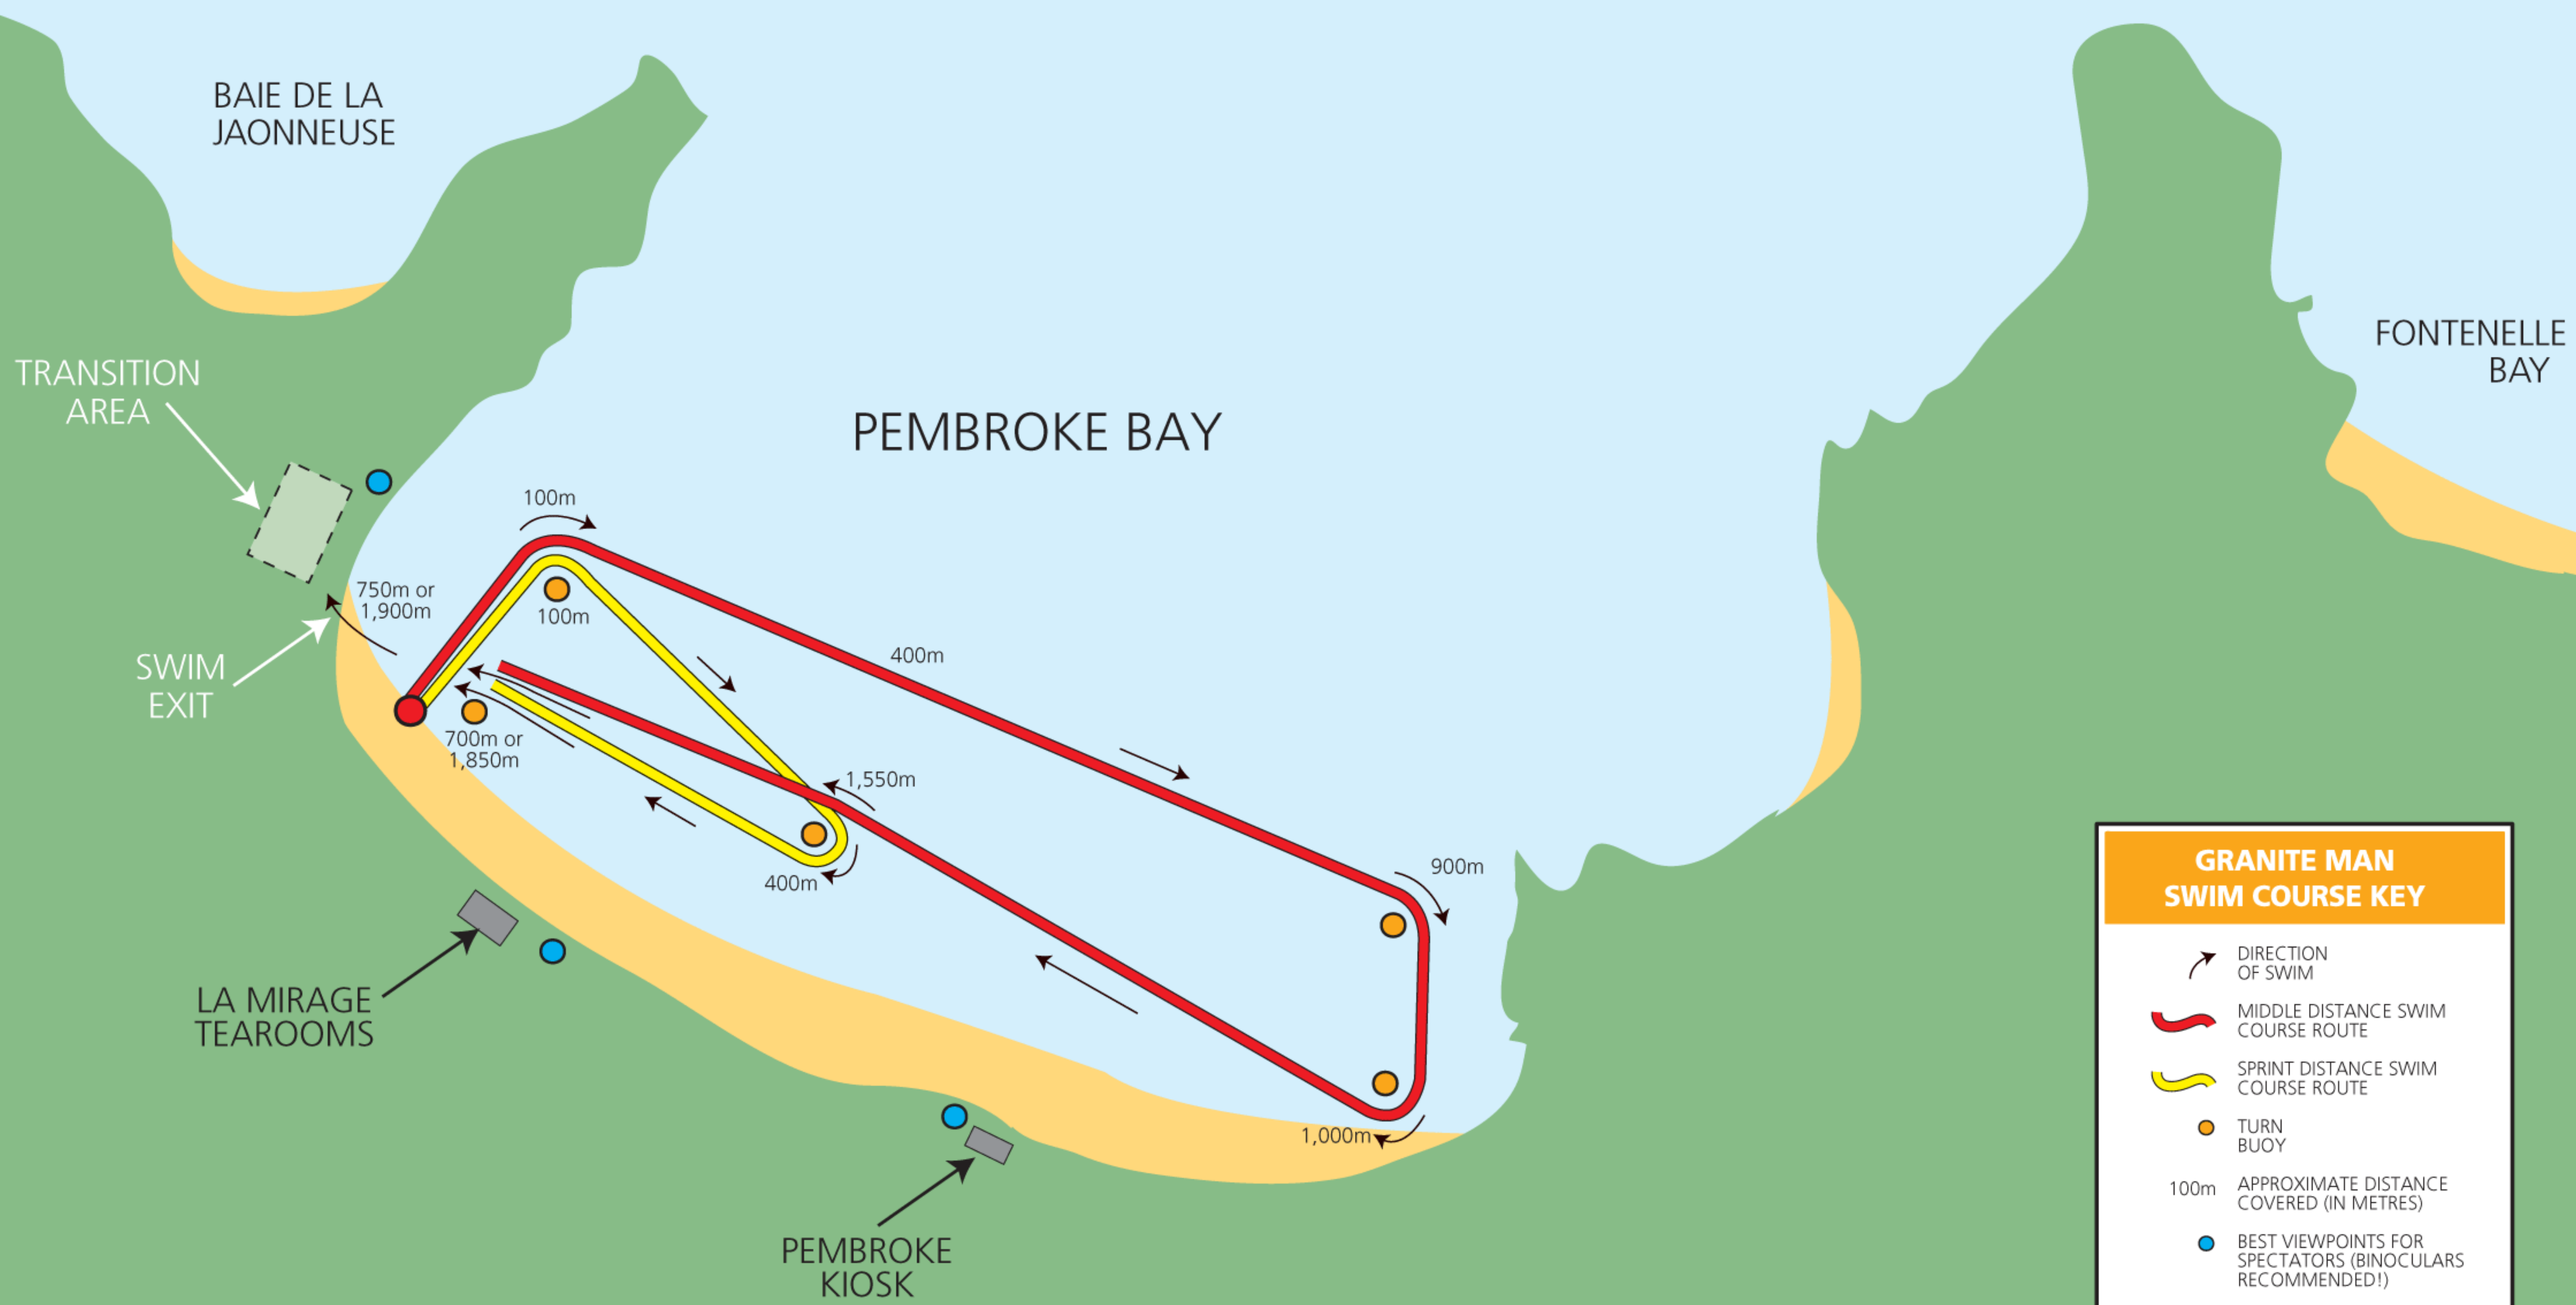 BAIE DE LA
JAONNEUSE
FONTENELLE
BAY
TRANSITION
AREA
PEMBROKE BAY
100m
750m or
1,900m
100m
400m
SWIM
EXIT
700m or
1,850m
1,550m
400m
900m
LA MIRAGE
TEAROOMS
1,000m
PEMBROKE
KIOSK
GRANITE MAN
SWIM COURSE KEY
DIRECTION
OF SWIM
MIDDLE DISTANCE SWIM
COURSE ROUTE
SPRINT DISTANCE SWIM
COURSE ROUTE
TURN
BUOY
100m
APPROXIMATE DISTANCE
COVERED (IN METRES)
BEST VIEWPOINTS FOR
SPECTATORS (BINOCULARS
RECOMMENDED!)